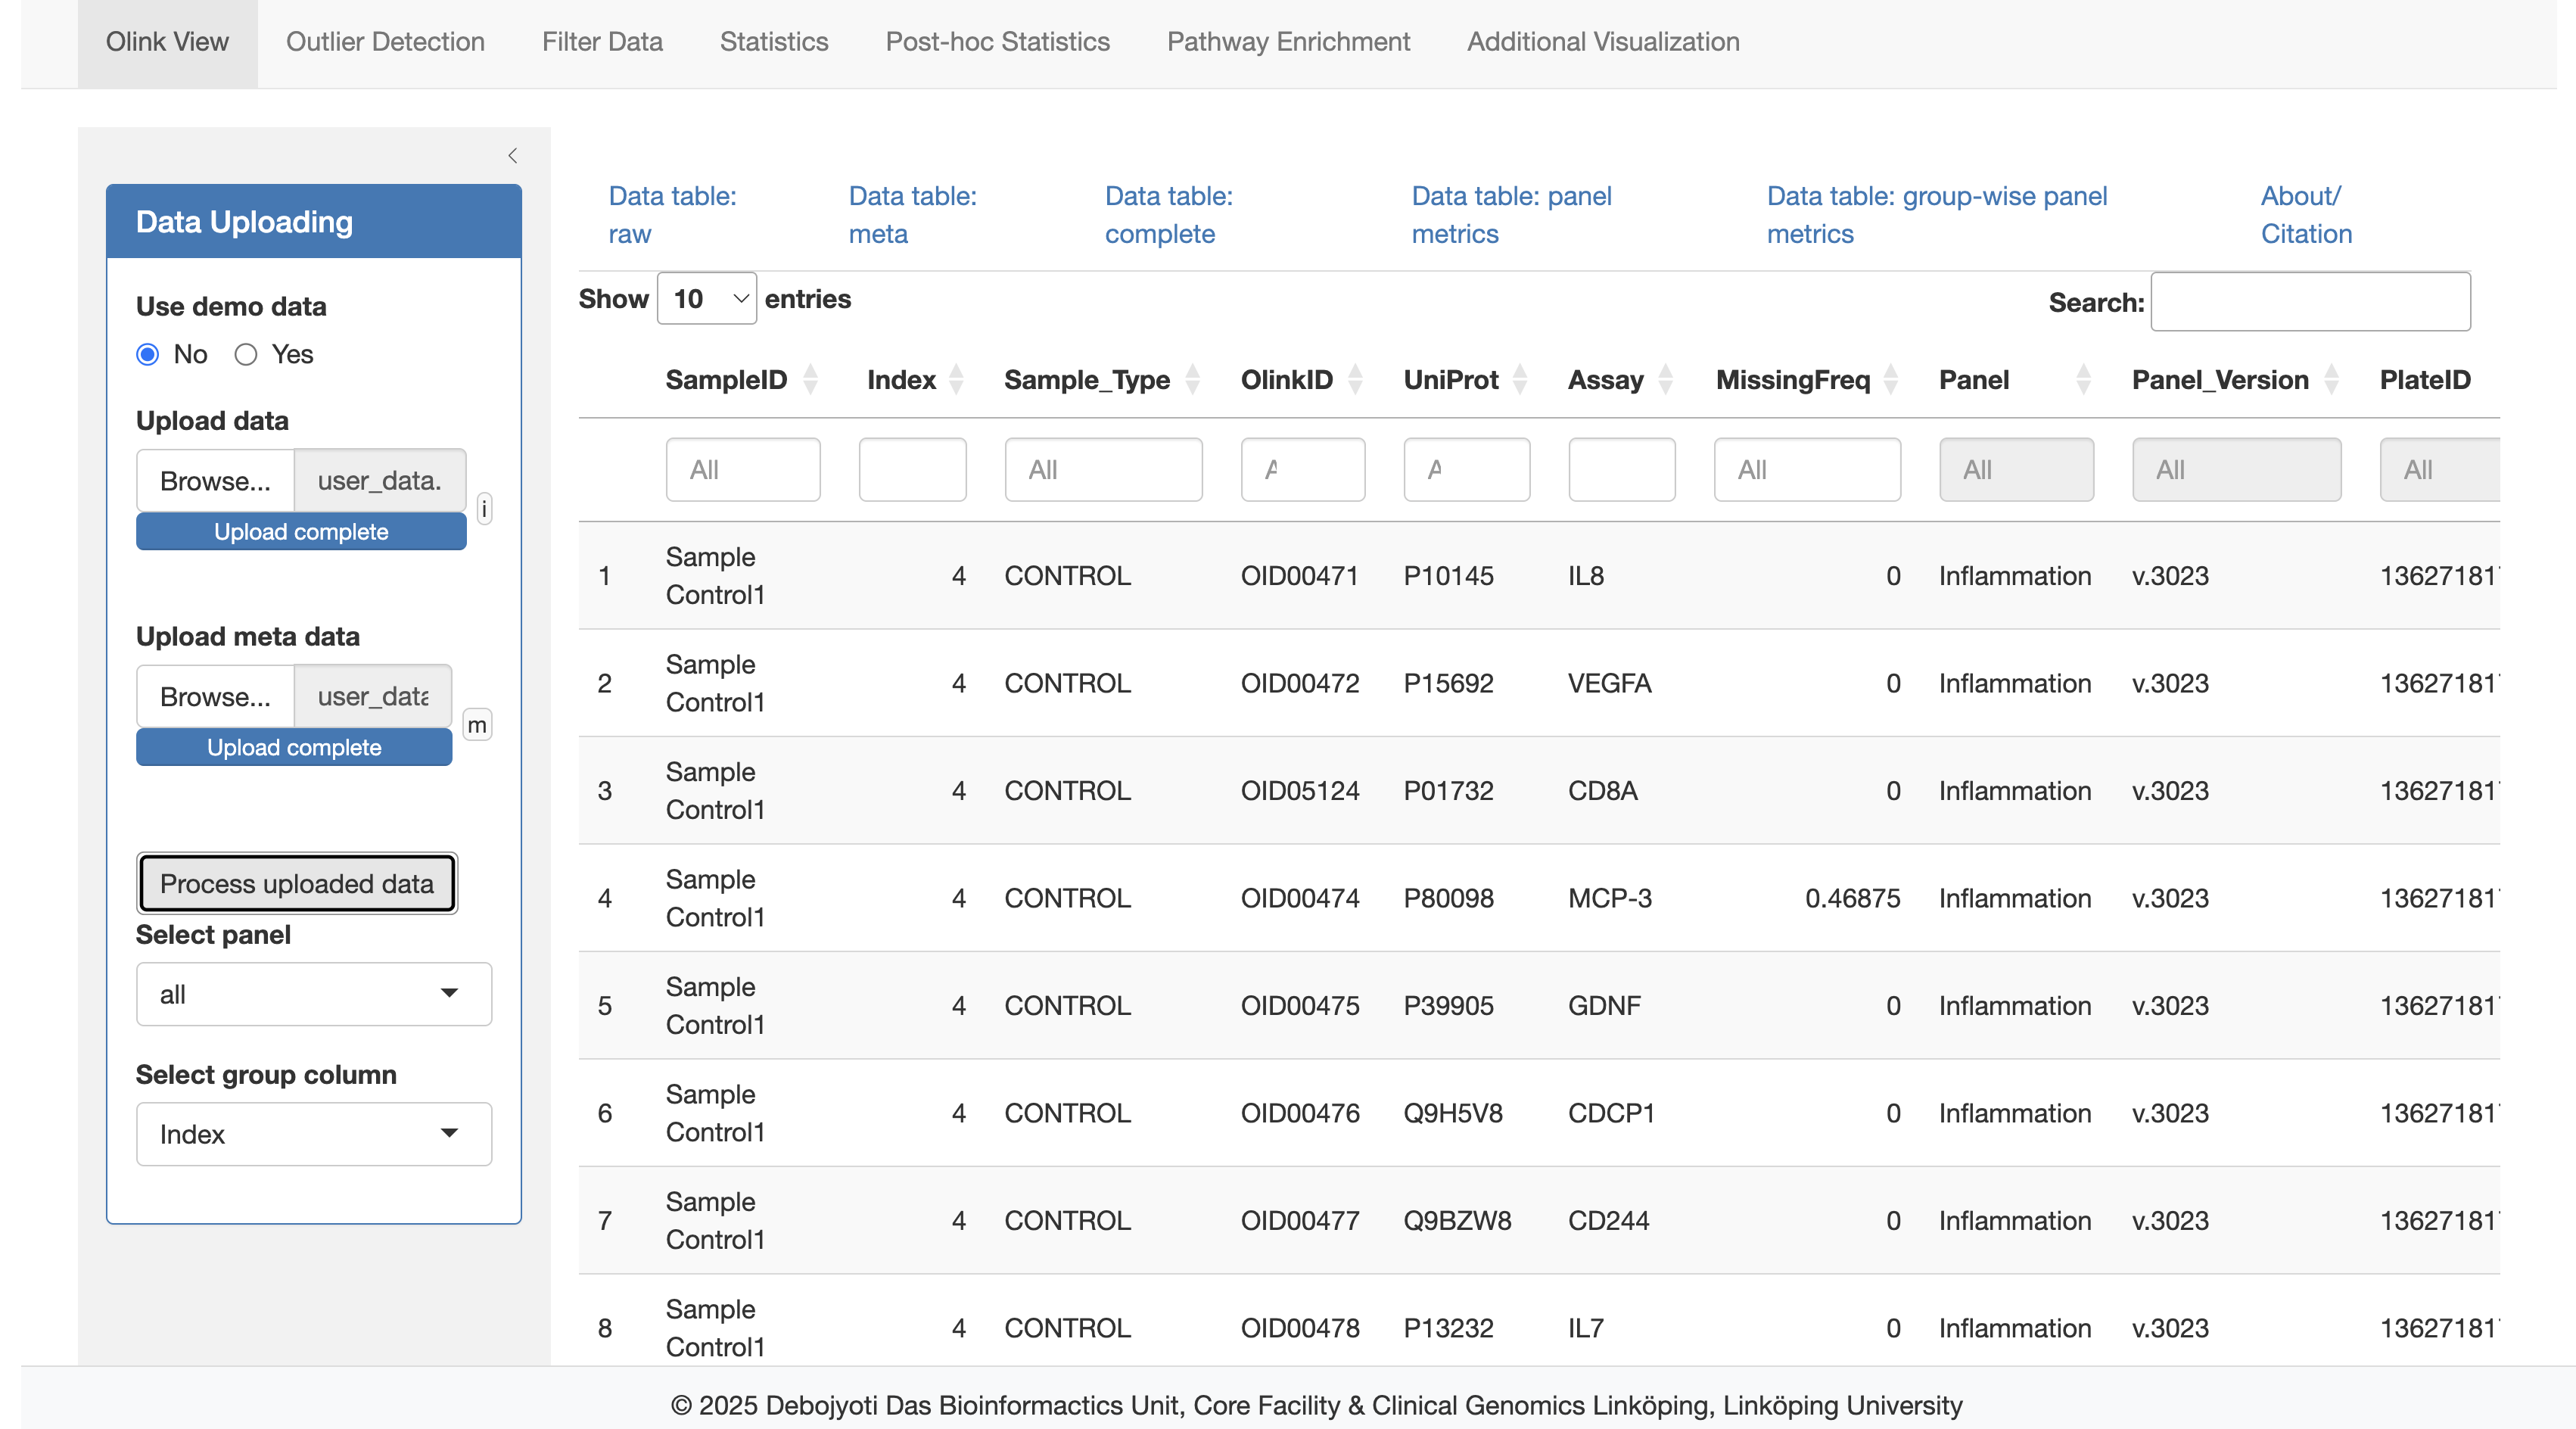 Olink View Outlier Detection Filter Data Statistics Post-hoc Statistics Pathway Enrichment Additional Visualization
Data Uploading
Use demo data
No Yes
Upload data
Browse... user_data.
i
Upload complete
Upload meta data
Browse... user_data
m
Upload complete
Process uploaded data
Select panel
all
Select group column
Index
Data table: raw
Data table: meta
Data table: complete
Data table: panel metrics
Data table: group-wise panel metrics
About/ Citation
Show 10 entries
Search:
SampleID Index Sample_Type OlinkID UniProt Assay MissingFreq Panel Panel_Version PlateID
All All A A All All All All
1 Sample Control1 4 CONTROL OID00471 P10145 IL8 0 Inflammation v.3023 13627181
2 Sample Control1 4 CONTROL OID00472 P15692 VEGFA 0 Inflammation v.3023 13627181
3 Sample Control1 4 CONTROL OID05124 P01732 CD8A 0 Inflammation v.3023 13627181
4 Sample Control1 4 CONTROL OID00474 P80098 MCP-3 0.46875 Inflammation v.3023 13627181
5 Sample Control1 4 CONTROL OID00475 P39905 GDNF 0 Inflammation v.3023 13627181
6 Sample Control1 4 CONTROL OID00476 Q9H5V8 CDCP1 0 Inflammation v.3023 13627181
7 Sample Control1 4 CONTROL OID00477 Q9BZW8 CD244 0 Inflammation v.3023 13627181
8 Sample Control1 4 CONTROL OID00478 P13232 IL7 0 Inflammation v.3023 13627181
© 2025 Debojyoti Das Bioinformactics Unit, Core Facility & Clinical Genomics Linköping, Linköping University